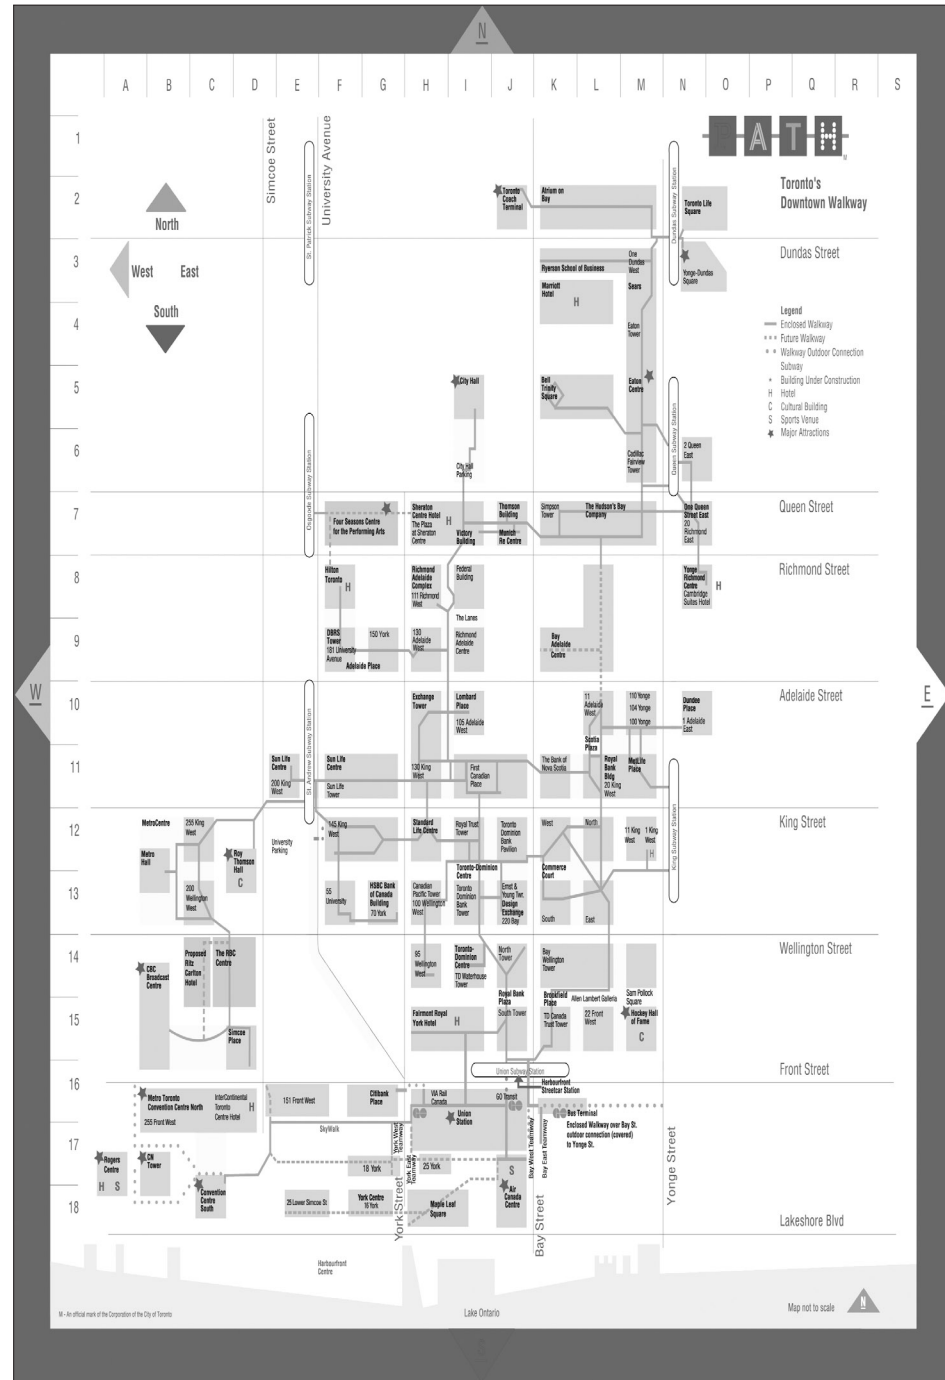 N
A B C D E F G H I J K L M N O P Q R S
1
PATH
M
Toronto's
Downtown Walkway
Simcoe Street
University Avenue
St. Patrick Subway Station
2
North
Toronto
Coach
Terminal
Atrium on
Bay
Dundas Subway Station
Toronto Life
Square
3
West East
South
Dundas Street
One
Dundas
West
Ryerson School of Business
Yonge-Dundas
Square
Marriott
Hotel
H
Sears
4
Eaton
Tower
Legend
Enclosed Walkway
Future Walkway
Walkway Outdoor Connection
Subway
Building Under Construction
H Hotel
C Cultural Building
S Sports Venue
Major Attractions
5
City Hall
Bell
Trinity
Square
Eaton
Centre
6
Osgoode Subway Station
City Hall
Parking
Cadillac
Fairview
Tower
Queen Subway Station
2 Queen
East
7
Queen Street
Four Seasons Centre
for the Performing Arts
Sheraton
Centre Hotel
The Plaza
at Sheraton
Centre
H
Victory
Building
Thomson
Building
Munich
Re Centre
Simpson
Tower
The Hudson's Bay
Company
One Queen
Street East
20
Richmond
East
8
Richmond Street
Hilton
Toronto
H
Richmond
Adelaide
Complex
111 Richmond
West
Federal
Building
Yonge
Richmond
Centre
Cambridge
Suites Hotel
H
The Lanes
9
DBRS
Tower
181 University
Avenue
150 York
Adelaide Place
130
Adelaide
West
Richmond
Adelaide
Centre
Bay
Adelaide
Centre
W
E
10
Adelaide Street
Exchange
Tower
Lombard
Place
105 Adelaide
West
11
Adelaide
West
110 Yonge
104 Yonge
100 Yonge
Dundee
Place
1 Adelaide
East
St. Andrew Subway Station
Scotia
Plaza
11
Sun Life
Centre
200 King
West
Sun Life
Centre
Sun Life
Tower
130 King
West
First
Canadian
Place
The Bank of
Nova Scotia
Royal
Bank
Bldg
20 King
West
MetLife
Place
12
King Street
MetroCentre
255 King
West
University
Parking
145 King
West
Standard
Life Centre
Royal Trust
Tower
Toronto
Dominion
Bank
Pavilion
West
North
11 King
West
1 King
West
H
King Subway Station
Metro
Hall
Roy
Thomson
Hall
C
Toronto-Dominion
Centre
Commerce
Court
13
200
Wellington
West
55
University
HSBC Bank
of Canada
Building
70 York
Canadian
Pacific Tower
100 Wellington
West
Toronto
Dominion
Bank
Tower
Ernst &
Young Twr.
Design
Exchange
220 Bay
South
East
14
Wellington Street
CBC
Broadcast
Centre
Proposed
Ritz
Carlton
Hotel
The RBC
Centre
95
Wellington
West
Toronto-
Dominion
Centre
TD Waterhouse
Tower
North
Tower
Bay
Wellington
Tower
Royal Bank
Plaza
Brookfield
Place
Allen Lambert Galleria
Sam Pollock
Square
15
Simcoe
Place
Fairmont Royal
York Hotel
H
South Tower
TD Canada
Trust Tower
22 Front
West
Hockey Hall
of Fame
C
Union Subway Station
Front Street
16
Metro Toronto
Convention Centre North
255 Front West
InterContinental
Toronto
Centre Hotel
H
151 Front West
Citibank
Place
VIA Rail
Canada
GO Transit
Union
Station
Harbourfront
Streetcar Station
Bus Terminal
Enclosed Walkway over Bay St.
outdoor connection (covered)
to Yonge St.
17
SkyWalk
York West
Teamway
York East
Teamway
Bay West Teamway
Bay East Teamway
Rogers
Centre
H S
CN
Tower
18 York
25 York
S
18
Convention
Centre
South
25 Lower Simcoe St.
York Centre
16 York
Maple Leaf
Square
Air
Canada
Centre
York Street
Bay Street
Yonge Street
Lakeshore Blvd
Harbourfront
Centre
M - An official mark of the Corporation of the City of Toronto
Lake Ontario
Map not to scale
N
S